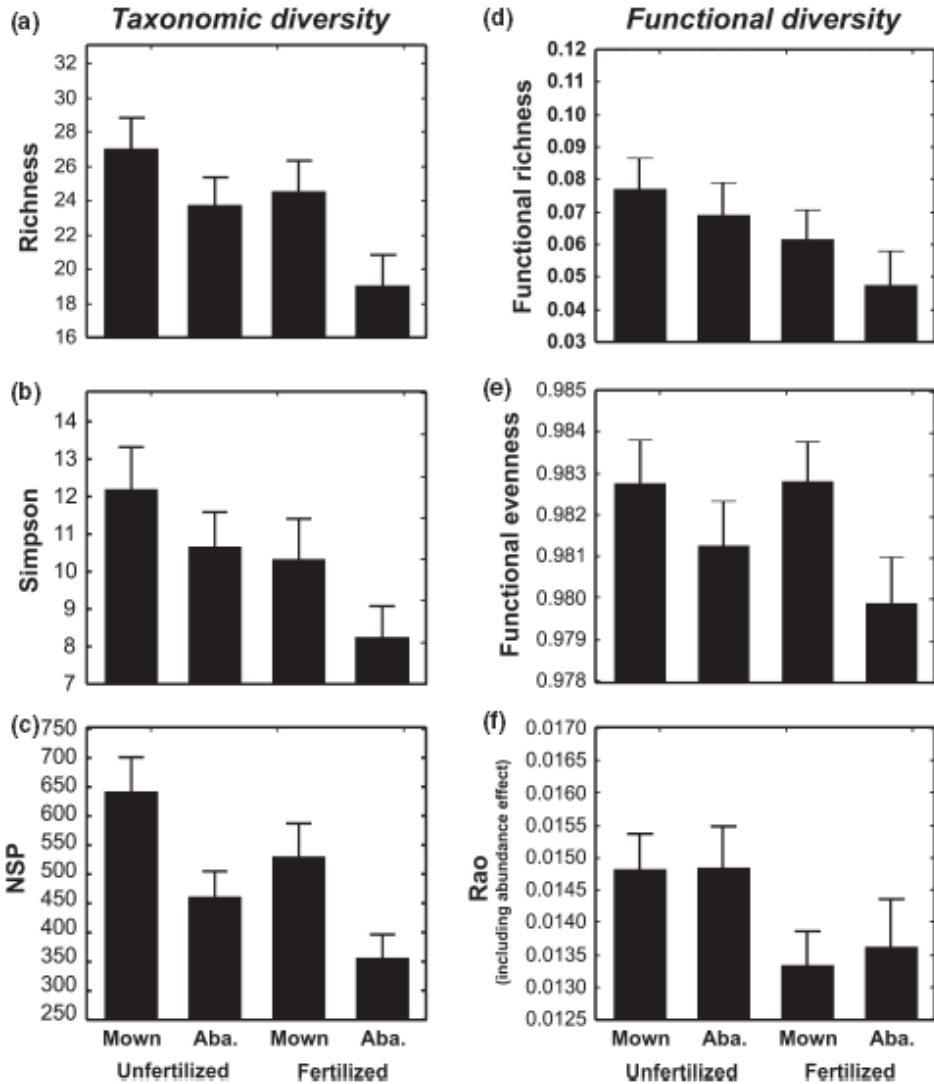 Taxonomic diversity
(a)
Richness
32
30
28
26
24
22
20
18
16
(b)
Simpson
14
13
12
11
10
9
8
7
(c)
NSP
750
700
650
600
550
500
450
400
350
300
250
Mown Aba. Mown Aba.
Unfertilized Fertilized
Functional diversity
(d)
Functional richness
0.12
0.11
0.10
0.09
0.08
0.07
0.06
0.05
0.04
0.03
(e)
Functional evenness
0.985
0.984
0.983
0.982
0.981
0.980
0.979
0.978
(f)
Rao
(including abundance effect)
0.0170
0.0165
0.0160
0.0155
0.0150
0.0145
0.0140
0.0135
0.0130
0.0125
Mown Aba. Mown Aba.
Unfertilized Fertilized